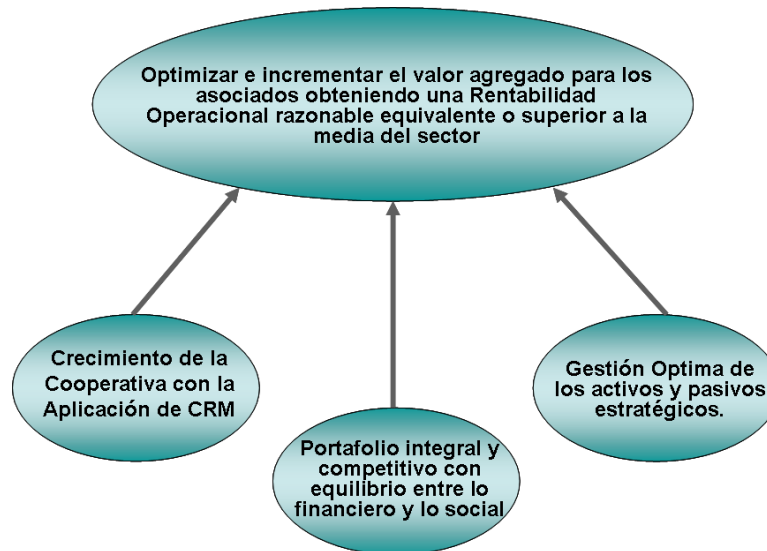 Optimizar e incrementar el valor agregado para los
asociados obteniendo una Rentabilidad
Operacional razonable equivalente o superior a la
media del sector
Crecimiento de la
Cooperativa con la
Aplicación de CRM
Portafolio integral y
competitivo con
equilibrio entre lo
financiero y lo social
Gestión Optima de
los activos y pasivos
estratégicos.